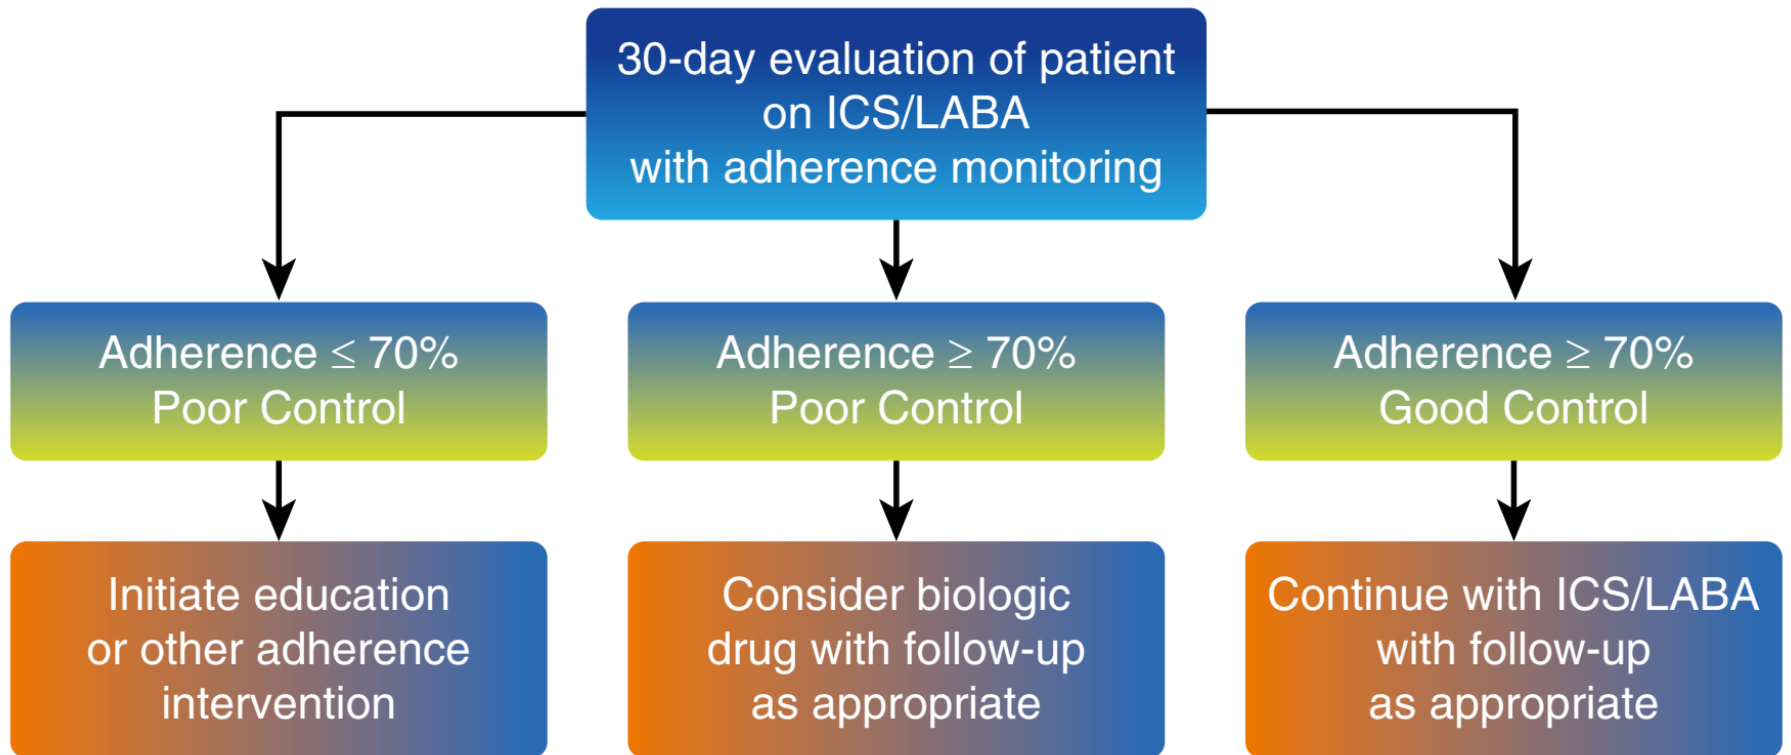 30-day evaluation of patient
on ICS/LABA
with adherence monitoring
Adherence ≤ 70%
Poor Control
Adherence ≥ 70%
Poor Control
Adherence ≥ 70%
Good Control
Initiate education
or other adherence
intervention
Consider biologic
drug with follow-up
as appropriate
Continue with ICS/LABA
with follow-up
as appropriate